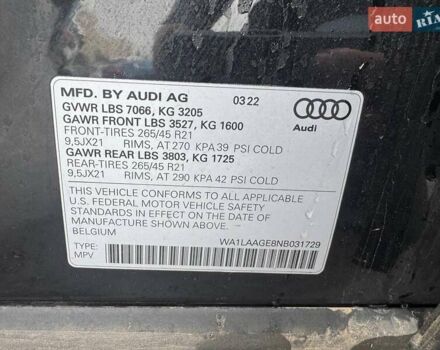 auto RIA
MFD. BY AUDI AG 03.22
GVWR LBS 7066, KG 3205
GAWR FRONT LBS 3527, KG 1600
FRONT-TIRES 265/45 R21
9,5JX21 RIMS, AT 270 KPA 39 PSI COLD
GAWR REAR LBS 3803, KG 1725
REAR-TIRES 265/45 R21
9,5JX21 RIMS, AT 290 KPA 42 PSI COLD
Audi
THIS VEHICLE CONFORMS TO ALL APPLICABLE
U.S. FEDERAL MOTOR VEHICLE SAFETY
STANDARDS IN EFFECT ON THE DATE OF
MANUFACTURE SHOWN ABOVE.
BELGIUM
TYPE: WA1LAAGE8NB031729
MPV